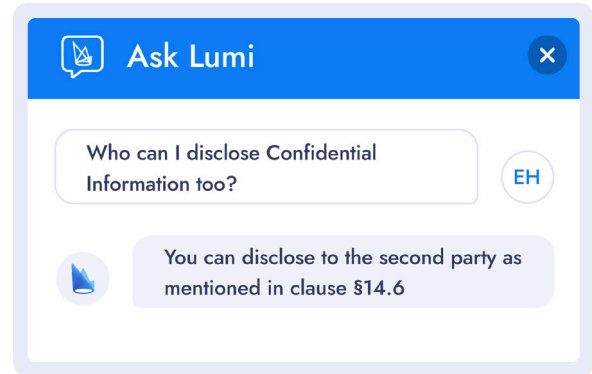 Ask Lumi
Who can I disclose Confidential
Information too?
EH
You can disclose to the second party as
mentioned in clause §14.6